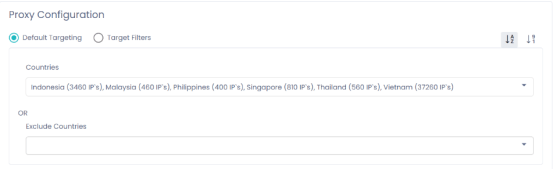 Proxy Configuration
Default Targeting Target Filters
Countries
Indonesia (3460 IP's), Malaysia (460 IP's), Philippines (400 IP's), Singapore (810 IP's), Thailand (560 IP's), Vietnam (37260 IP's)
OR
Exclude Countries